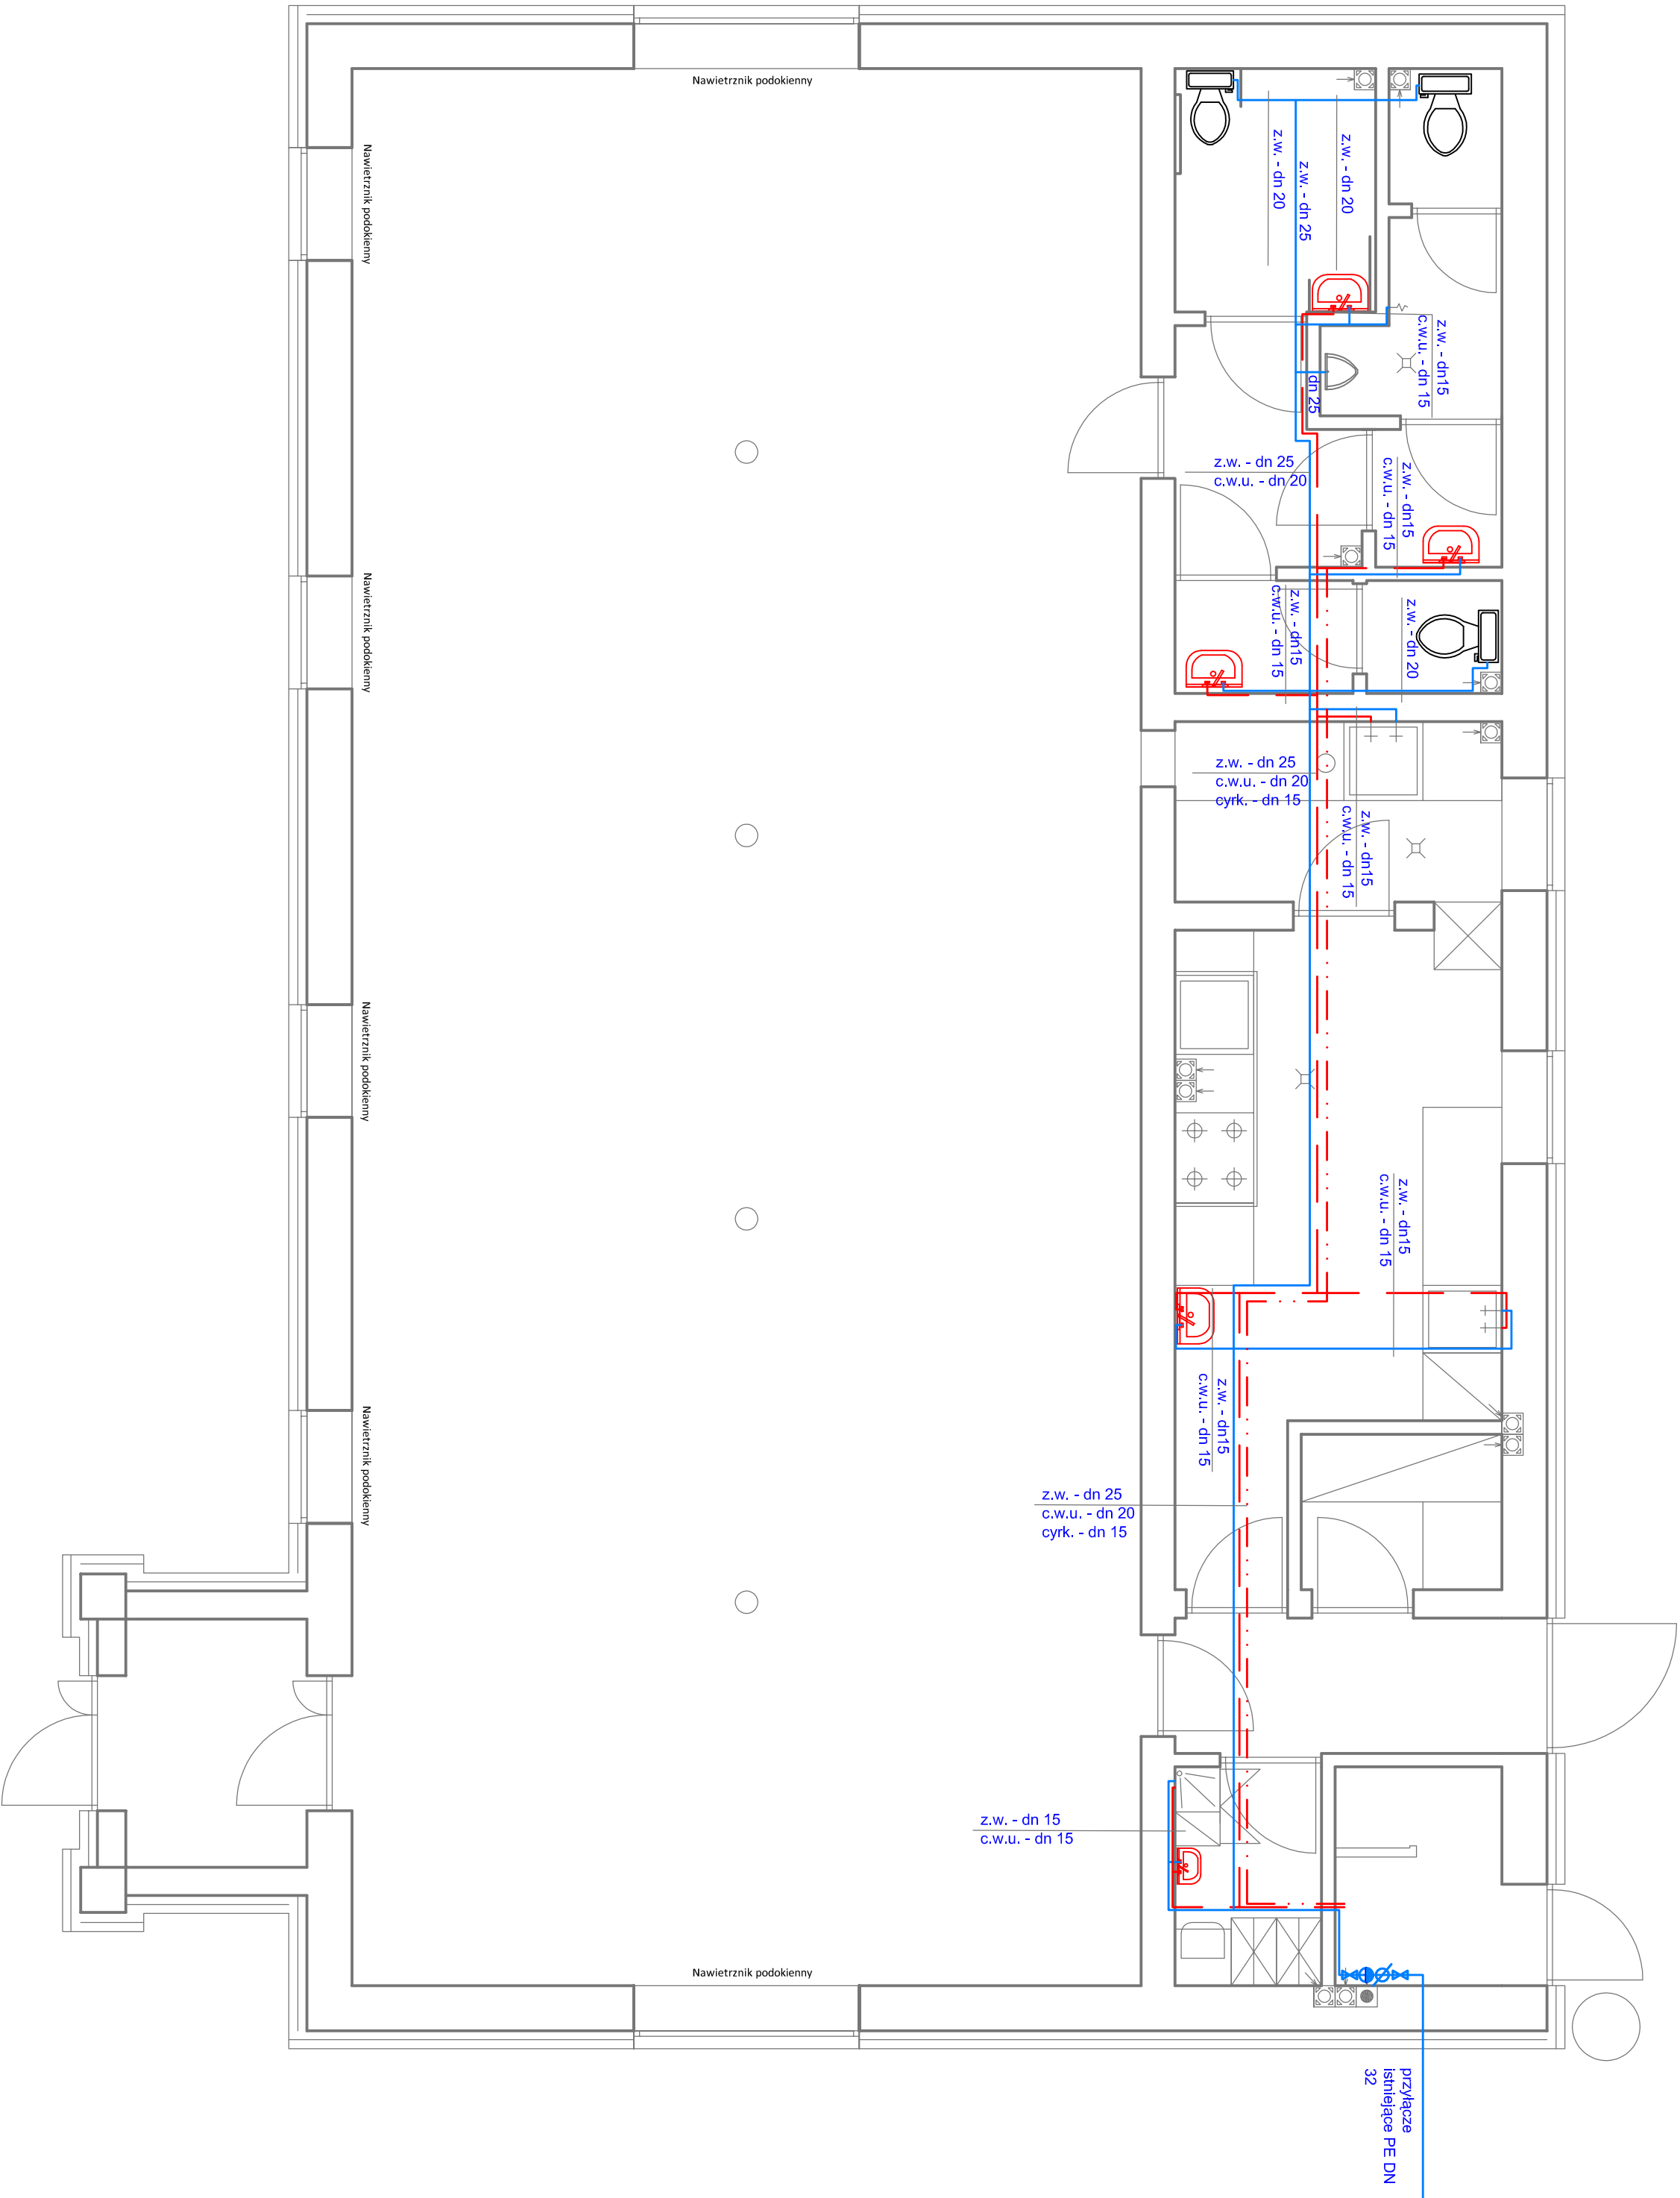 Nawietrznik podokienny
Nawietrznik podokienny
z.w. - dn 20
z.w. - dn 25
z.w. - dn 20
z.w. - dn15
c.w.u. - dn 15
dn 25
z.w. - dn 25
c.w.u. - dn 20
z.w. - dn15
c.w.u. - dn 15
Nawietrznik podokienny
z.w. - dn15
c.w.u. - dn 15
z.w. - dn 20
z.w. - dn 25
c.w.u. - dn 20
cyrk. - dn 15
z.w. - dn15
c.w.u. - dn 15
Nawietrznik podokienny
z.w. - dn15
c.w.u. - dn 15
Nawietrznik podokienny
z.w. - dn15
c.w.u. - dn 15
z.w. - dn 25
c.w.u. - dn 20
cyrk. - dn 15
z.w. - dn 15
c.w.u. - dn 15
Nawietrznik podokienny
przyłącze
istniejące PE DN
32